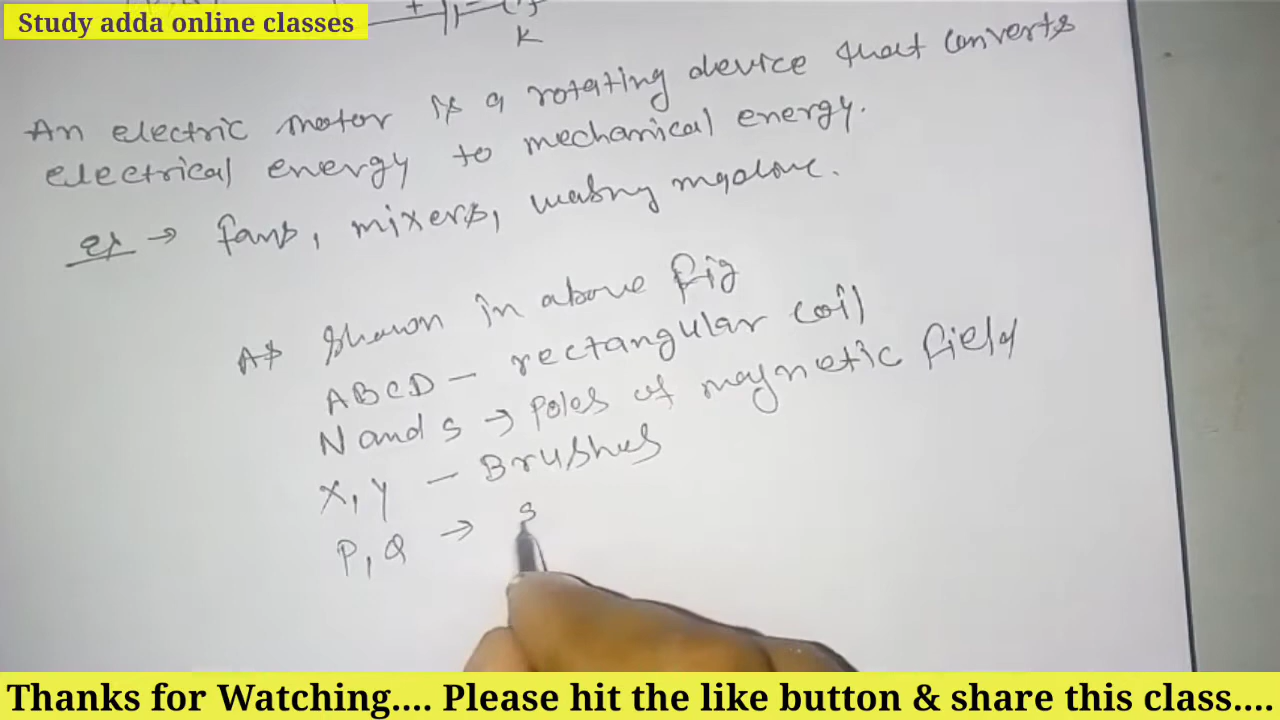 Study adda online classes
+ -
K
An electric motor is a rotating device that converts
electrical energy to mechanical energy.
ex → fans, mixers,
As shown in above fig
ABCD - rectangular coil
N and S → Poles of magnetic field
X, Y - Brushes
P, Q → s
Thanks for Watching.... Please hit the like button & share this class....